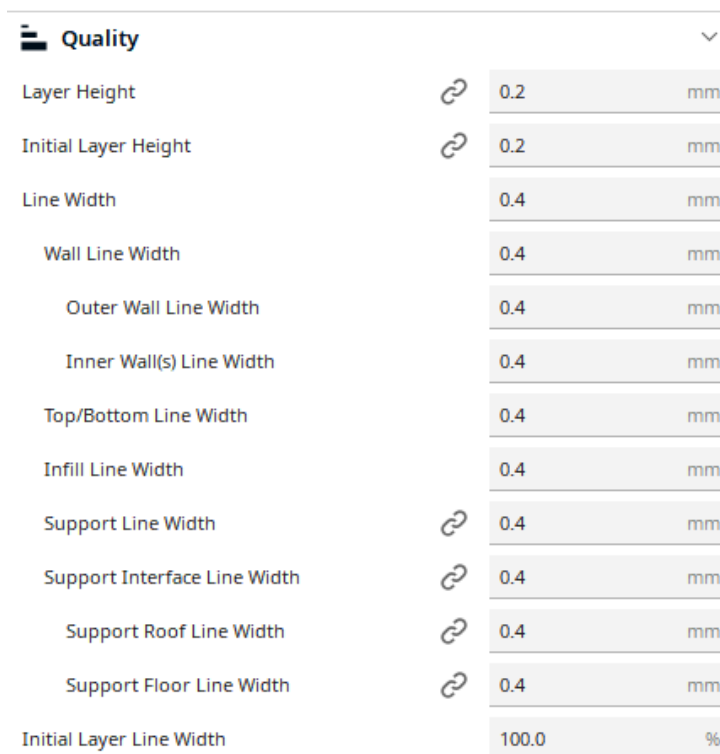 Quality
Layer Height 0.2 mm
Initial Layer Height 0.2 mm
Line Width 0.4 mm
Wall Line Width 0.4 mm
Outer Wall Line Width 0.4 mm
Inner Wall(s) Line Width 0.4 mm
Top/Bottom Line Width 0.4 mm
Infill Line Width 0.4 mm
Support Line Width 0.4 mm
Support Interface Line Width 0.4 mm
Support Roof Line Width 0.4 mm
Support Floor Line Width 0.4 mm
Initial Layer Line Width 100.0 %